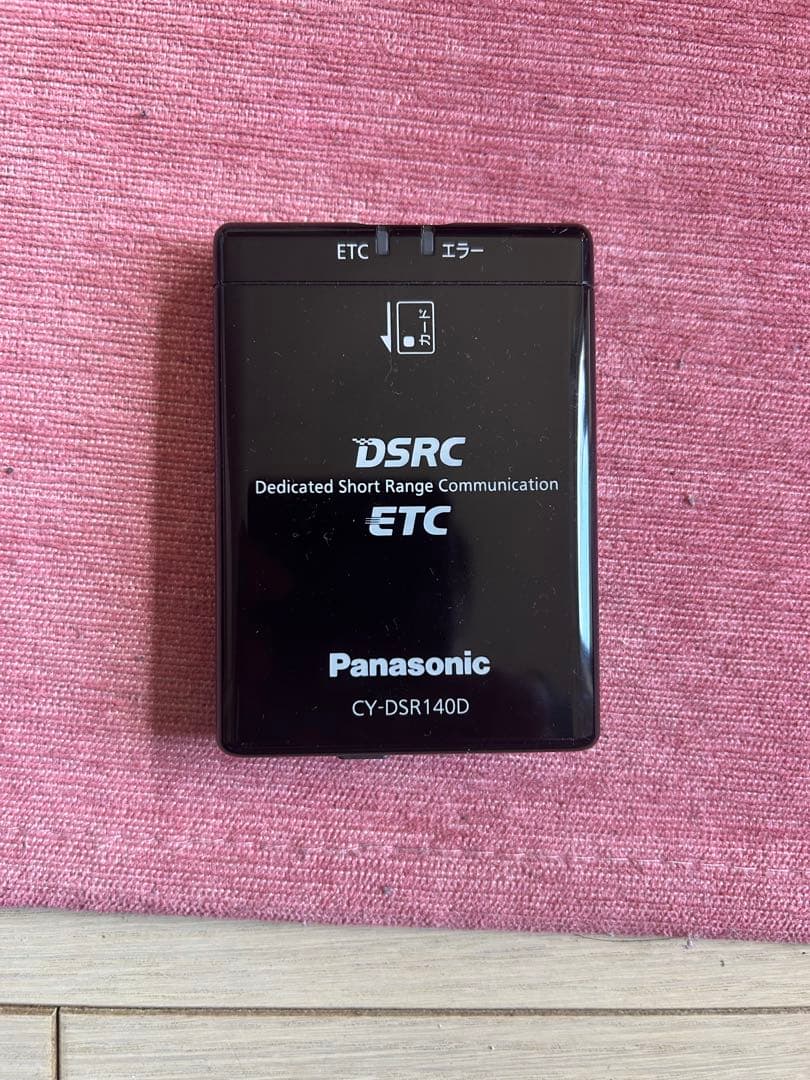 ETC エラー
カード
DSRC
Dedicated Short Range Communication
ETC
Panasonic
CY-DSR140D